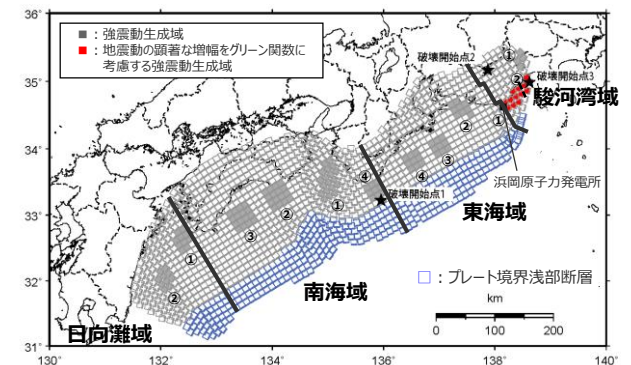 ■：強震動生成域
■：地震動の顕著な増幅をグリーン関数に
考慮する強震動生成域
36°
35°
34°
33°
32°
31°
130°
132°
134°
136°
138°
140°
破壊開始点2
①
②
破壊開始点3
駿河湾域
②
①
③
④
浜岡原子力発電所
④
破壊開始点1
東海域
①
②
③
①
②
南海域
日向灘域
□：プレート境界浅部断層
km
0 100 200